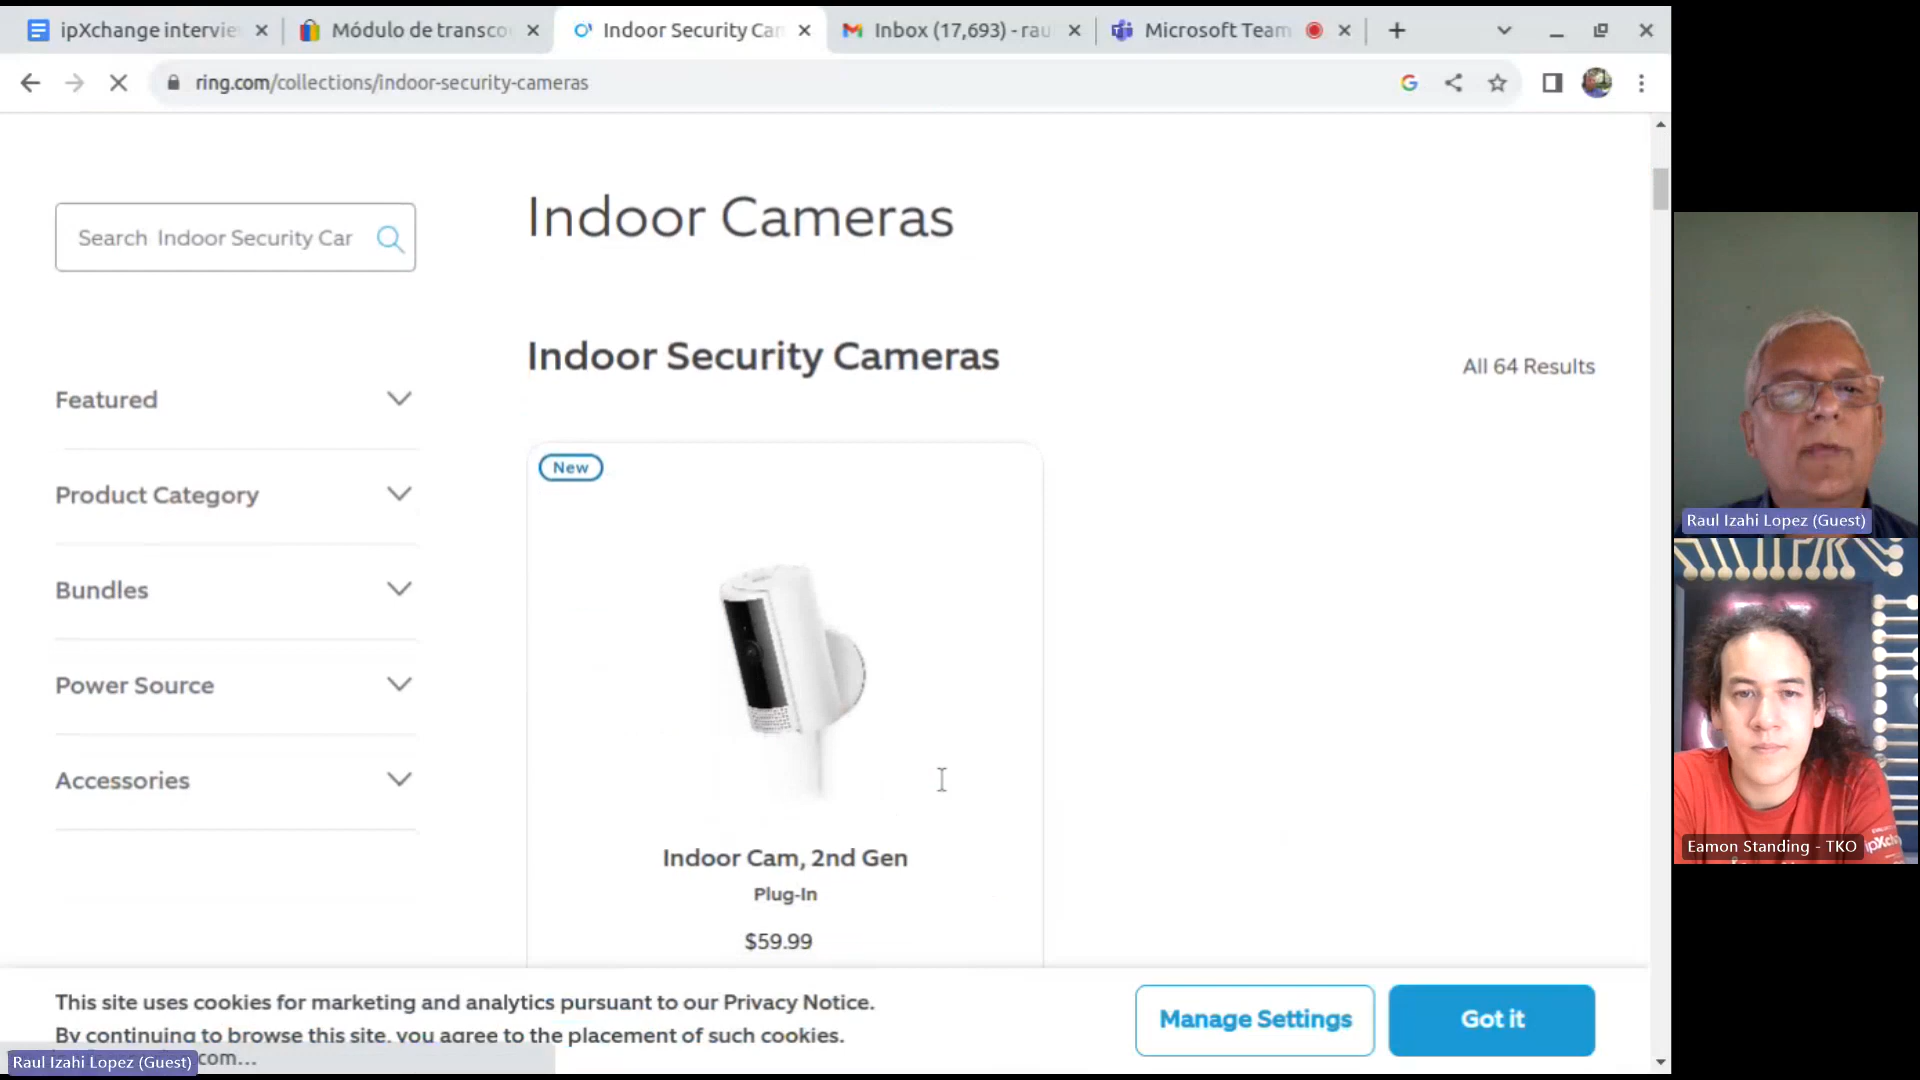 ipXchange intervie
Módulo de transco
Indoor Security Can
Inbox (17,693) - rau
Microsoft Team
ring.com/collections/indoor-security-cameras
Search Indoor Security Car
Featured
Product Category
Bundles
Power Source
Accessories
Indoor Cameras
Indoor Security Cameras
All 64 Results
New
Indoor Cam, 2nd Gen
Plug-In
$59.99
This site uses cookies for marketing and analytics pursuant to our Privacy Notice.
By continuing to browse this site, you agree to the placement of such cookies.
Manage Settings
Got it
com...
Raul Izahi Lopez (Guest)
Raul Izahi Lopez (Guest)
Eamon Standing - TKO
ipXch